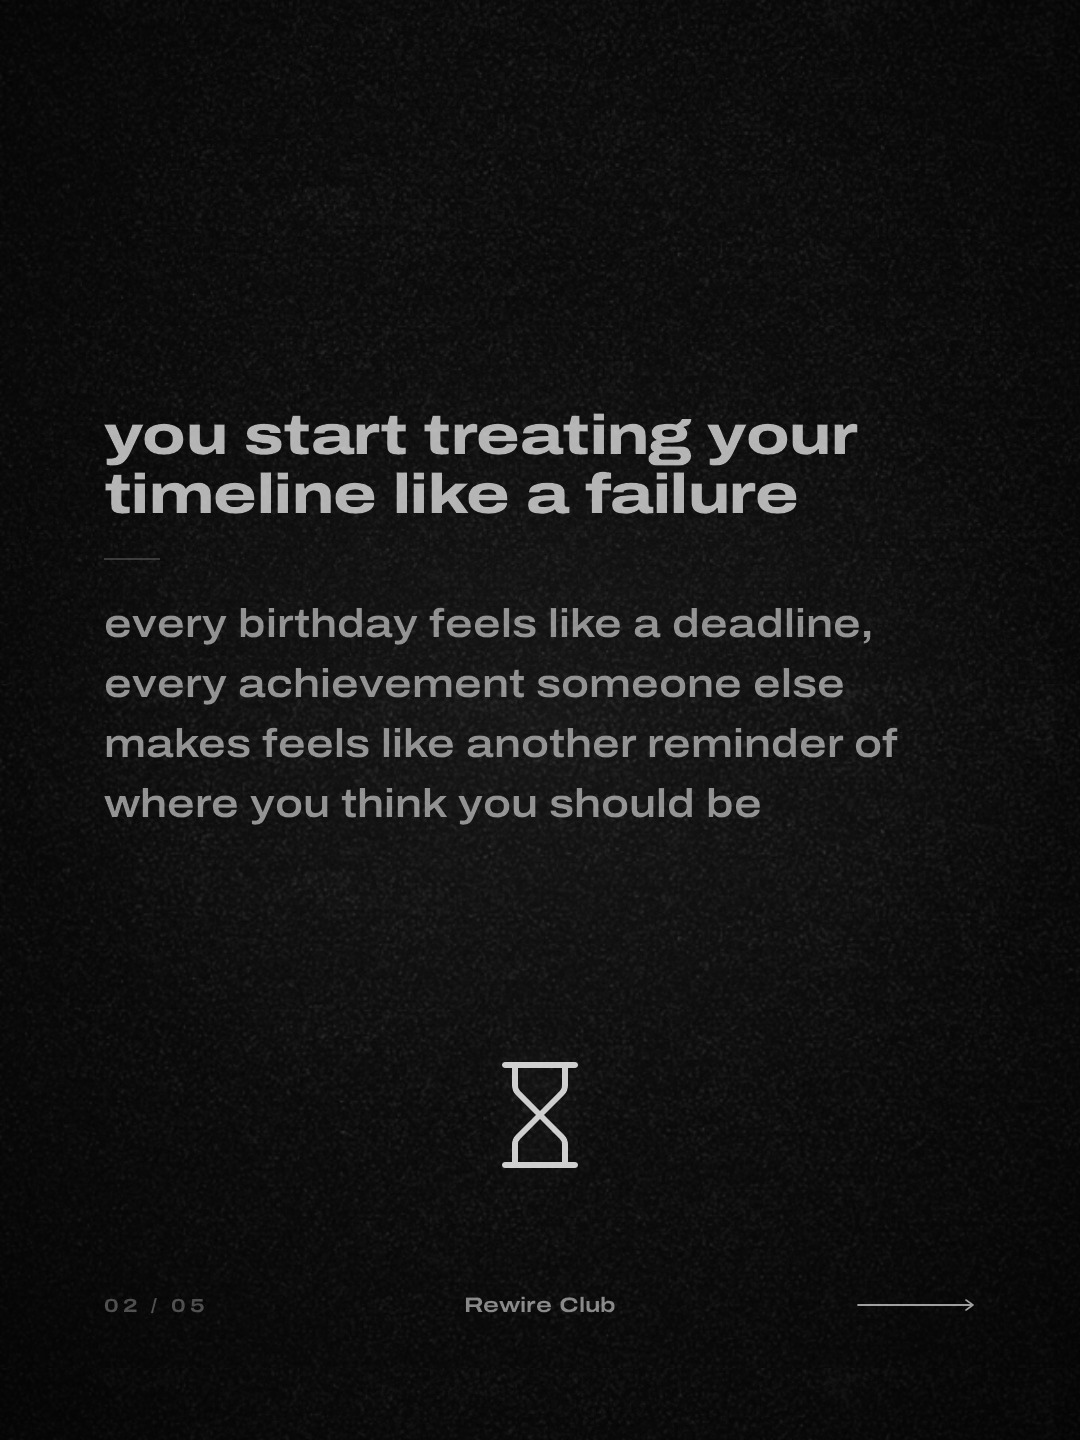 you start treating your
timeline like a failure
every birthday feels like a deadline,
every achievement someone else
makes feels like another reminder of
where you think you should be
02 / 05
Rewire Club